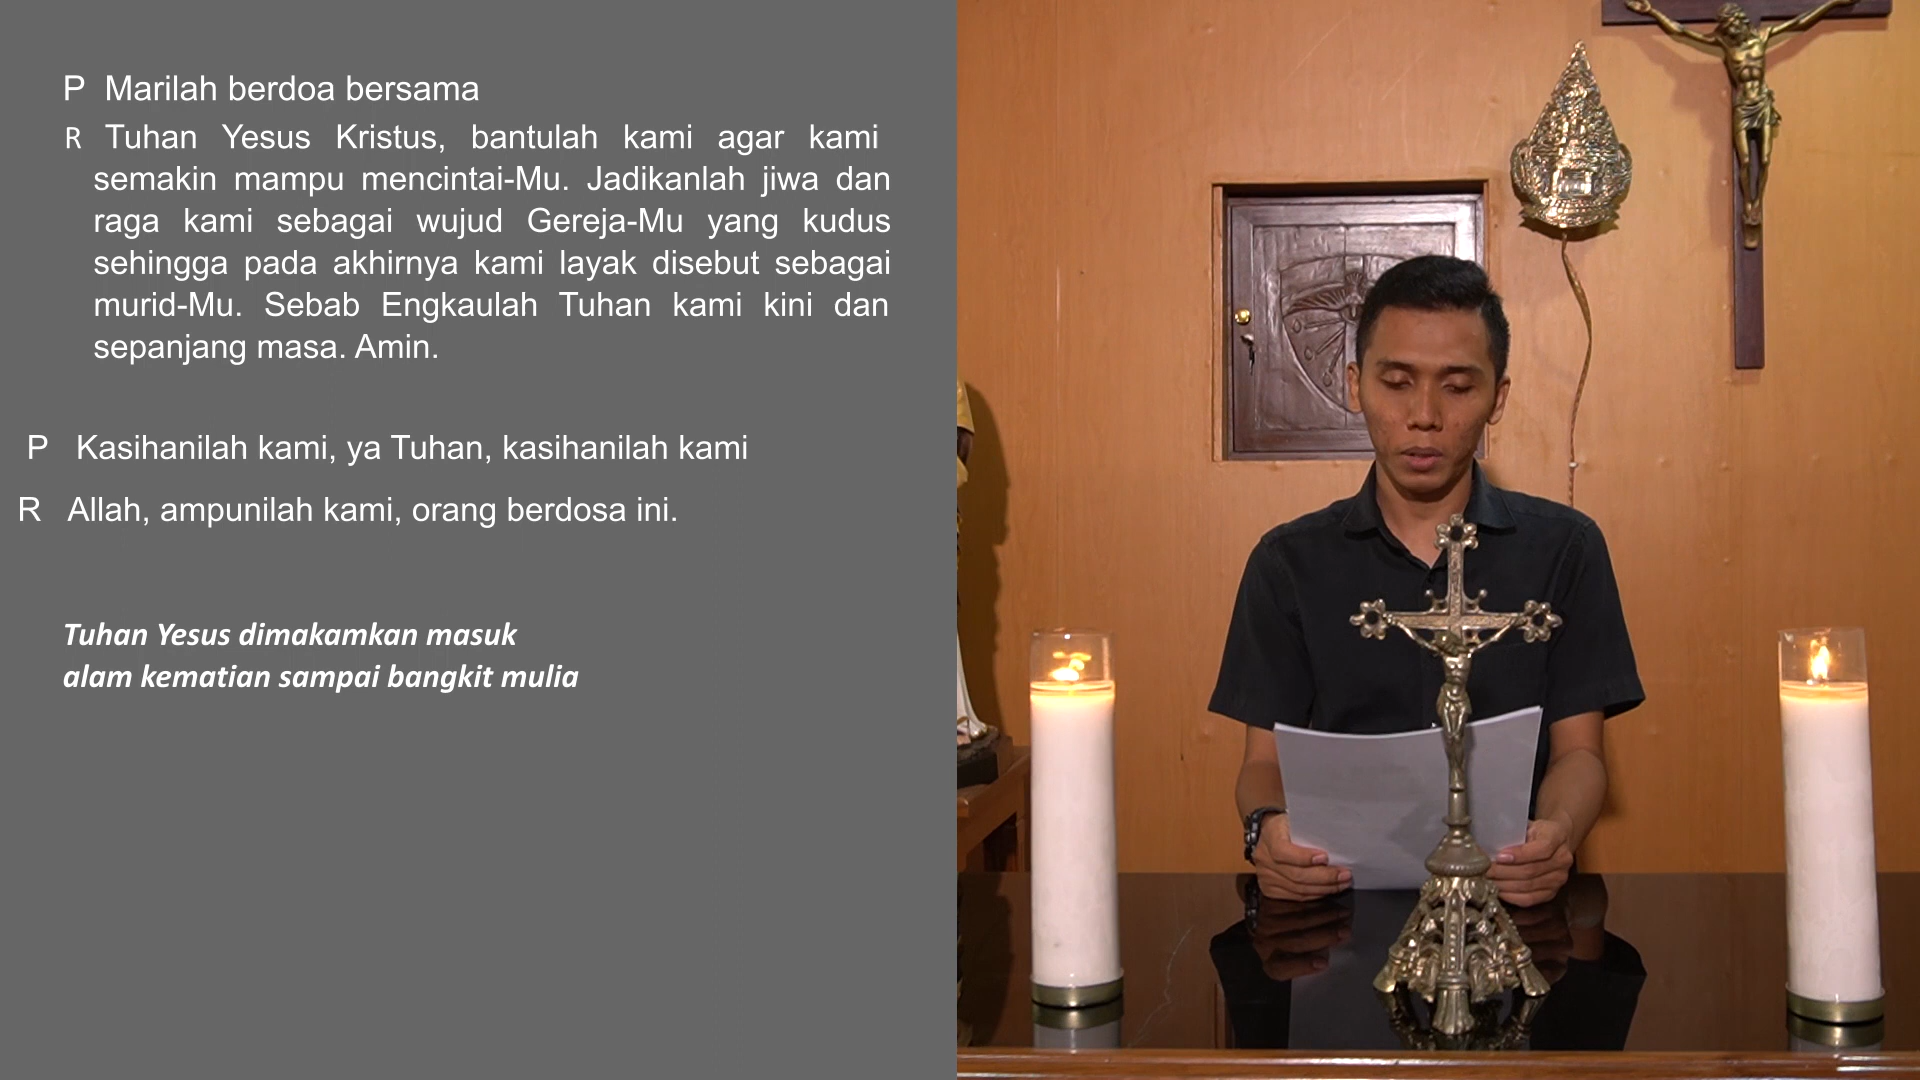 P Marilah berdoa bersama
R Tuhan Yesus Kristus, bantulah kami agar kami
semakin mampu mencintai-Mu. Jadikanlah jiwa dan
raga kami sebagai wujud Gereja-Mu yang kudus
sehingga pada akhirnya kami layak disebut sebagai
murid-Mu. Sebab Engkaulah Tuhan kami kini dan
sepanjang masa. Amin.
P Kasihanilah kami, ya Tuhan, kasihanilah kami
R Allah, ampunilah kami, orang berdosa ini.
Tuhan Yesus dimakamkan masuk
alam kematian sampai bangkit mulia